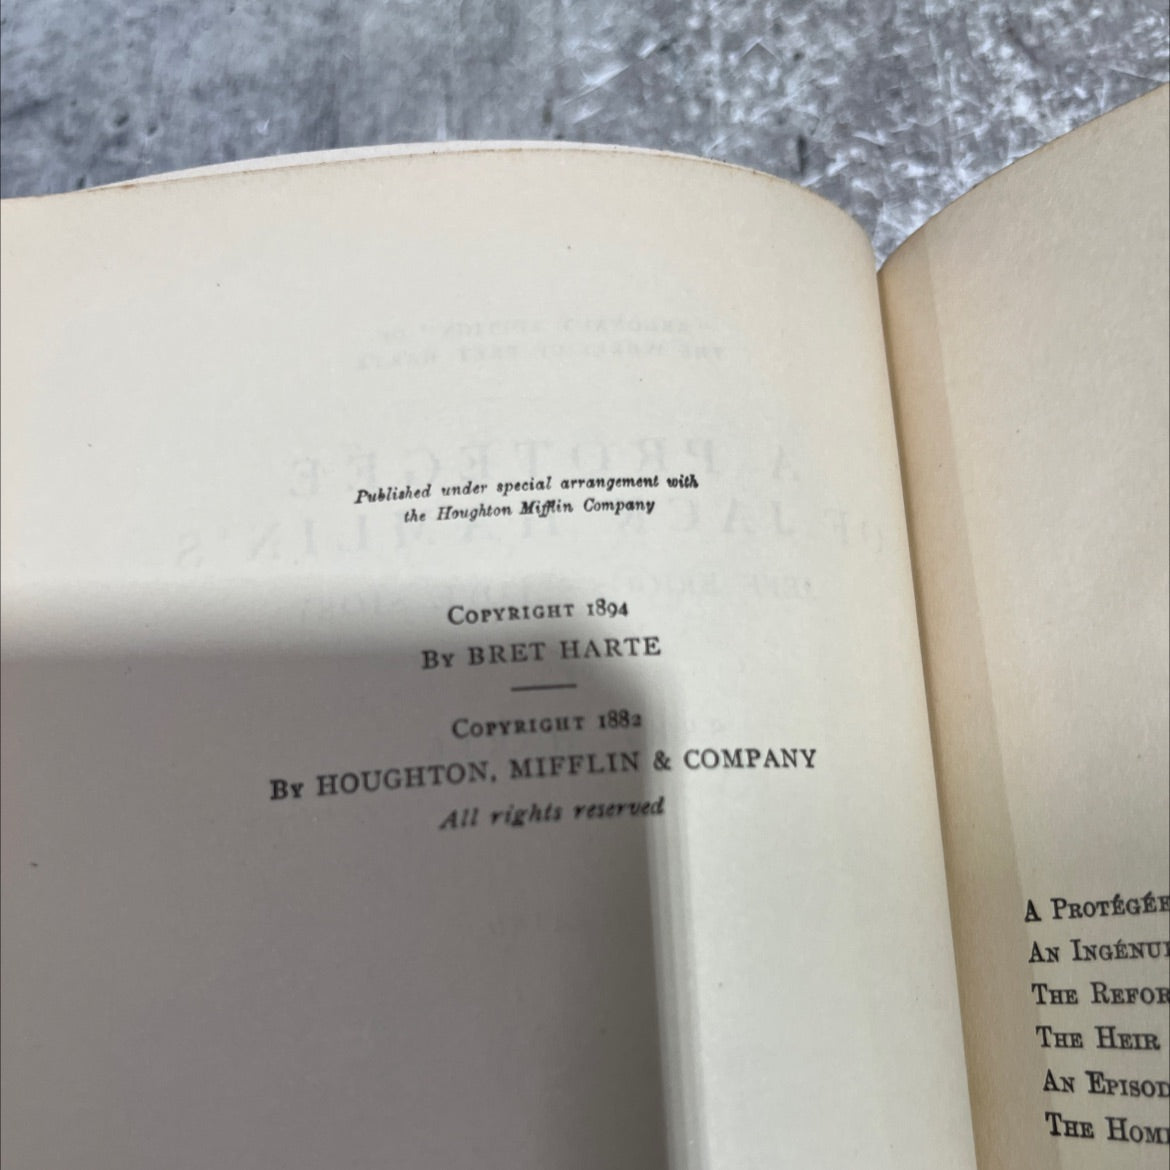 Published under special arrangement with
the Houghton Mifflin Company
COPYRIGHT 1894
BY BRET HARTE
COPYRIGHT 1882
BY HOUGHTON, MIFFLIN & COMPANY
All rights reserved
A PROTÉGÉE
AN INGÉNU
THE REFOR
THE HEIR
AN EPISOD
THE HOM